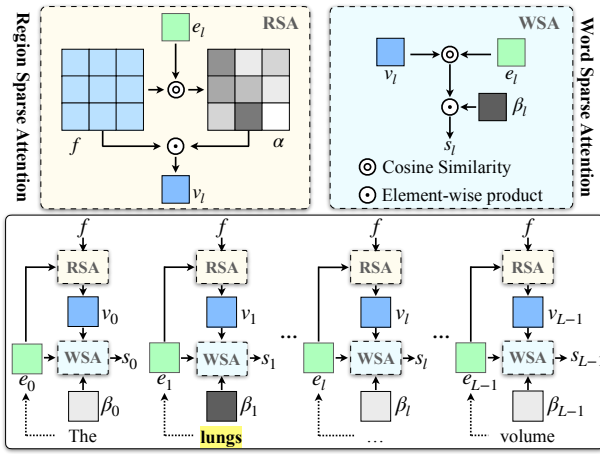 Region Sparse Attention
RSA
e_l
f
α
v_l
WSA
v_l
e_l
β_l
s_l
Cosine Similarity
Element-wise product
Word Sparse Attention
f f f f
RSA RSA RSA RSA
v_0 v_1 v_l v_{L-1}
... ...
WSA s_0 WSA s_1 WSA s_l WSA s_{L-1}
e_0 e_1 e_l e_{L-1}
β_0 β_1 β_l β_{L-1}
The lungs ... volume